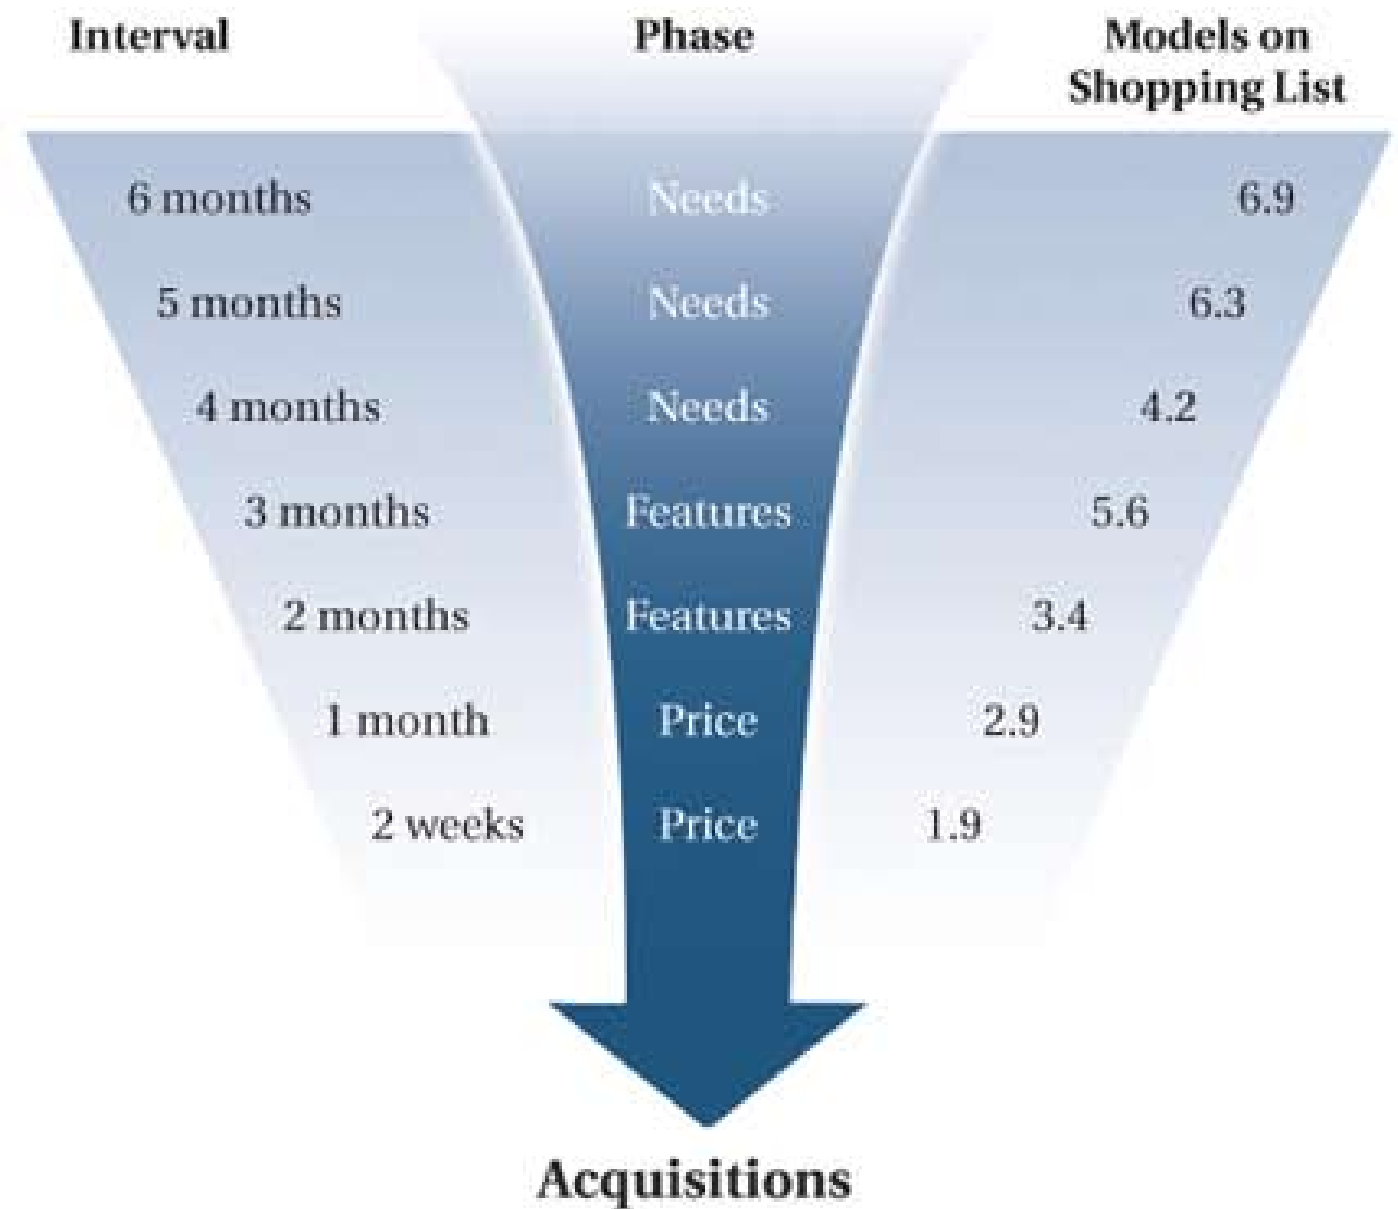 Interval Phase Models on
Shopping List
6 months Needs 6.9
5 months Needs 6.3
4 months Needs 4.2
3 months Features 5.6
2 months Features 3.4
1 month Price 2.9
2 weeks Price 1.9
Acquisitions